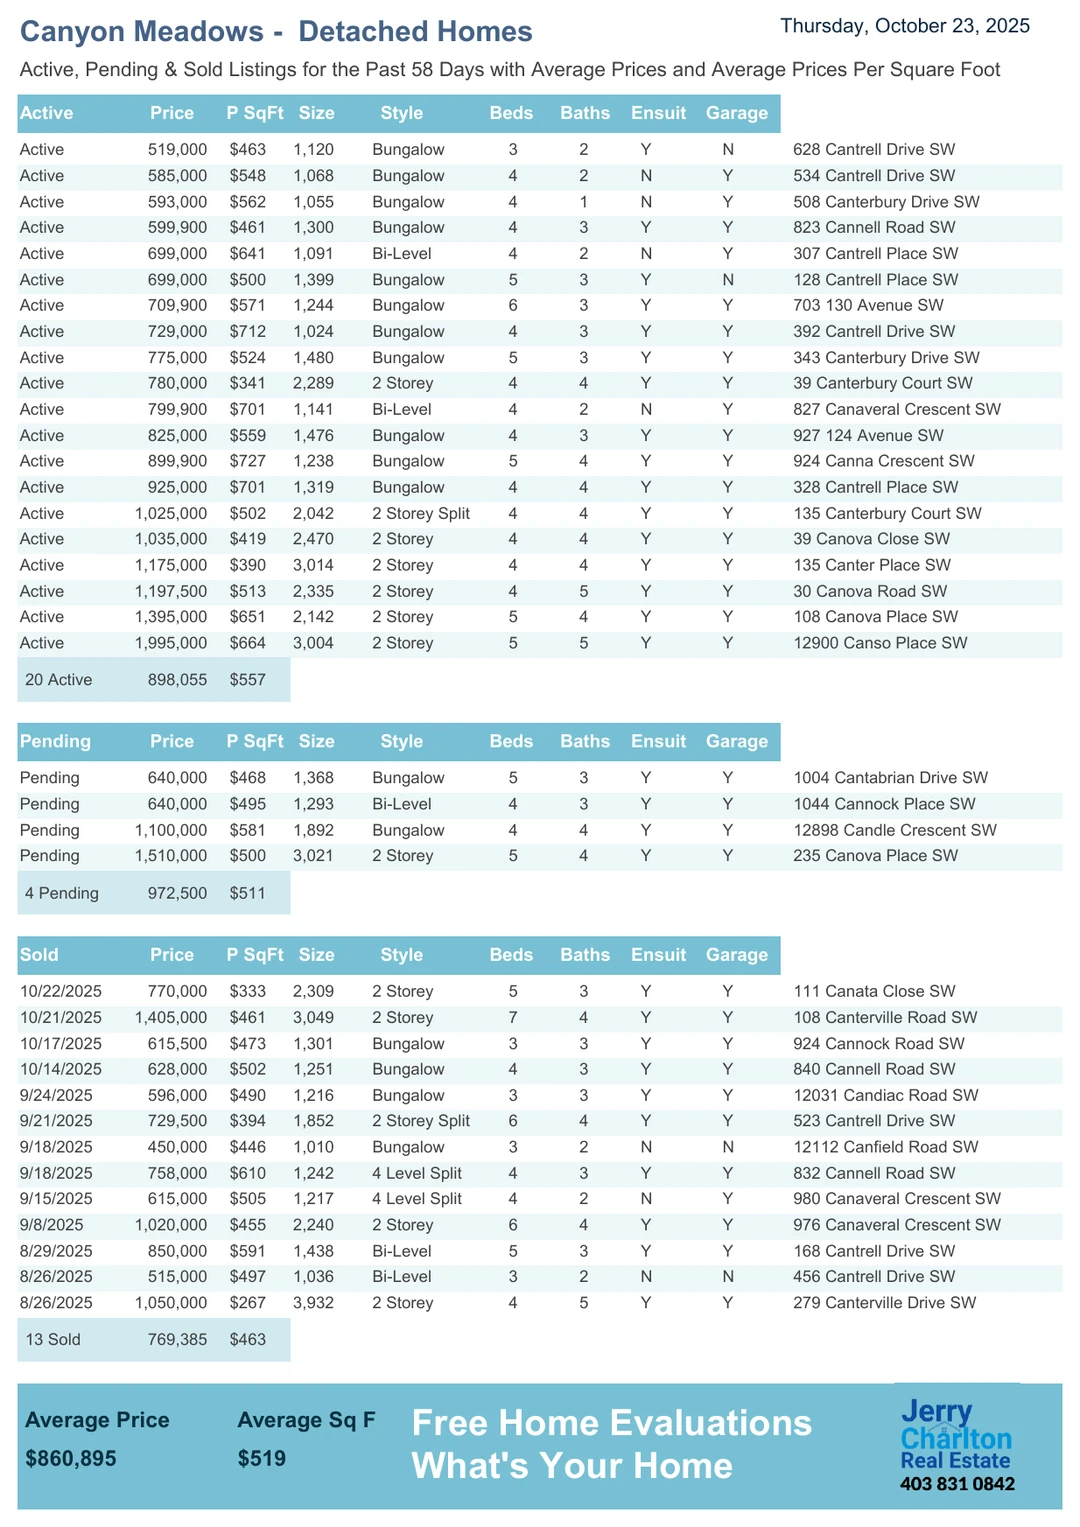 Canyon Meadows - Detached Homes
Thursday, October 23, 2025
Active, Pending & Sold Listings for the Past 58 Days with Average Prices and Average Prices Per Square Foot
Active Price P SqFt Size Style Beds Baths Ensuit Garage
Active 519,000 $463 1,120 Bungalow 3 2 Y N 628 Cantrell Drive SW
Active 585,000 $548 1,068 Bungalow 4 2 N Y 534 Cantrell Drive SW
Active 593,000 $562 1,055 Bungalow 4 1 N Y 508 Canterbury Drive SW
Active 599,900 $461 1,300 Bungalow 4 3 Y Y 823 Cannell Road SW
Active 699,000 $641 1,091 Bi-Level 4 2 N Y 307 Cantrell Place SW
Active 699,000 $500 1,399 Bungalow 5 3 Y N 128 Cantrell Place SW
Active 709,900 $571 1,244 Bungalow 6 3 Y Y 703 130 Avenue SW
Active 729,000 $712 1,024 Bungalow 4 3 Y Y 392 Cantrell Drive SW
Active 775,000 $524 1,480 Bungalow 5 3 Y Y 343 Canterbury Drive SW
Active 780,000 $341 2,289 2 Storey 4 4 Y Y 39 Canterbury Court SW
Active 799,900 $701 1,141 Bi-Level 4 2 N Y 827 Canaveral Crescent SW
Active 825,000 $559 1,476 Bungalow 4 3 Y Y 927 124 Avenue SW
Active 899,900 $727 1,238 Bungalow 5 4 Y Y 924 Canna Crescent SW
Active 925,000 $701 1,319 Bungalow 4 4 Y Y 328 Cantrell Place SW
Active 1,025,000 $502 2,042 2 Storey Split 4 4 Y Y 135 Canterbury Court SW
Active 1,035,000 $419 2,470 2 Storey 4 4 Y Y 39 Canova Close SW
Active 1,175,000 $390 3,014 2 Storey 4 4 Y Y 135 Canter Place SW
Active 1,197,500 $513 2,335 2 Storey 4 5 Y Y 30 Canova Road SW
Active 1,395,000 $651 2,142 2 Storey 5 4 Y Y 108 Canova Place SW
Active 1,995,000 $664 3,004 2 Storey 5 5 Y Y 12900 Canso Place SW
20 Active 898,055 $557
Pending Price P SqFt Size Style Beds Baths Ensuit Garage
Pending 640,000 $468 1,368 Bungalow 5 3 Y Y 1004 Cantabrian Drive SW
Pending 640,000 $495 1,293 Bi-Level 4 3 Y Y 1044 Cannock Place SW
Pending 1,100,000 $581 1,892 Bungalow 4 4 Y Y 12898 Candle Crescent SW
Pending 1,510,000 $500 3,021 2 Storey 5 4 Y Y 235 Canova Place SW
4 Pending 972,500 $511
Sold Price P SqFt Size Style Beds Baths Ensuit Garage
10/22/2025 770,000 $333 2,309 2 Storey 5 3 Y Y 111 Canata Close SW
10/21/2025 1,405,000 $461 3,049 2 Storey 7 4 Y Y 108 Canterville Road SW
10/17/2025 615,500 $473 1,301 Bungalow 3 3 Y Y 924 Cannock Road SW
10/14/2025 628,000 $502 1,251 Bungalow 4 3 Y Y 840 Cannell Road SW
9/24/2025 596,000 $490 1,216 Bungalow 3 3 Y Y 12031 Candiac Road SW
9/21/2025 729,500 $394 1,852 2 Storey Split 6 4 Y Y 523 Cantrell Drive SW
9/18/2025 450,000 $446 1,010 Bungalow 3 2 N N 12112 Canfield Road SW
9/18/2025 758,000 $610 1,242 4 Level Split 4 3 Y Y 832 Cannell Road SW
9/15/2025 615,000 $505 1,217 4 Level Split 4 2 N Y 980 Canaveral Crescent SW
9/8/2025 1,020,000 $455 2,240 2 Storey 6 4 Y Y 976 Canaveral Crescent SW
8/29/2025 850,000 $591 1,438 Bi-Level 5 3 Y Y 168 Cantrell Drive SW
8/26/2025 515,000 $497 1,036 Bi-Level 3 2 N N 456 Cantrell Drive SW
8/26/2025 1,050,000 $267 3,932 2 Storey 4 5 Y Y 279 Canterville Drive SW
13 Sold 769,385 $463
Average Price Average Sq F
$860,895 $519
Free Home Evaluations
What's Your Home
Jerry
Charlton
Real Estate
403 831 0842